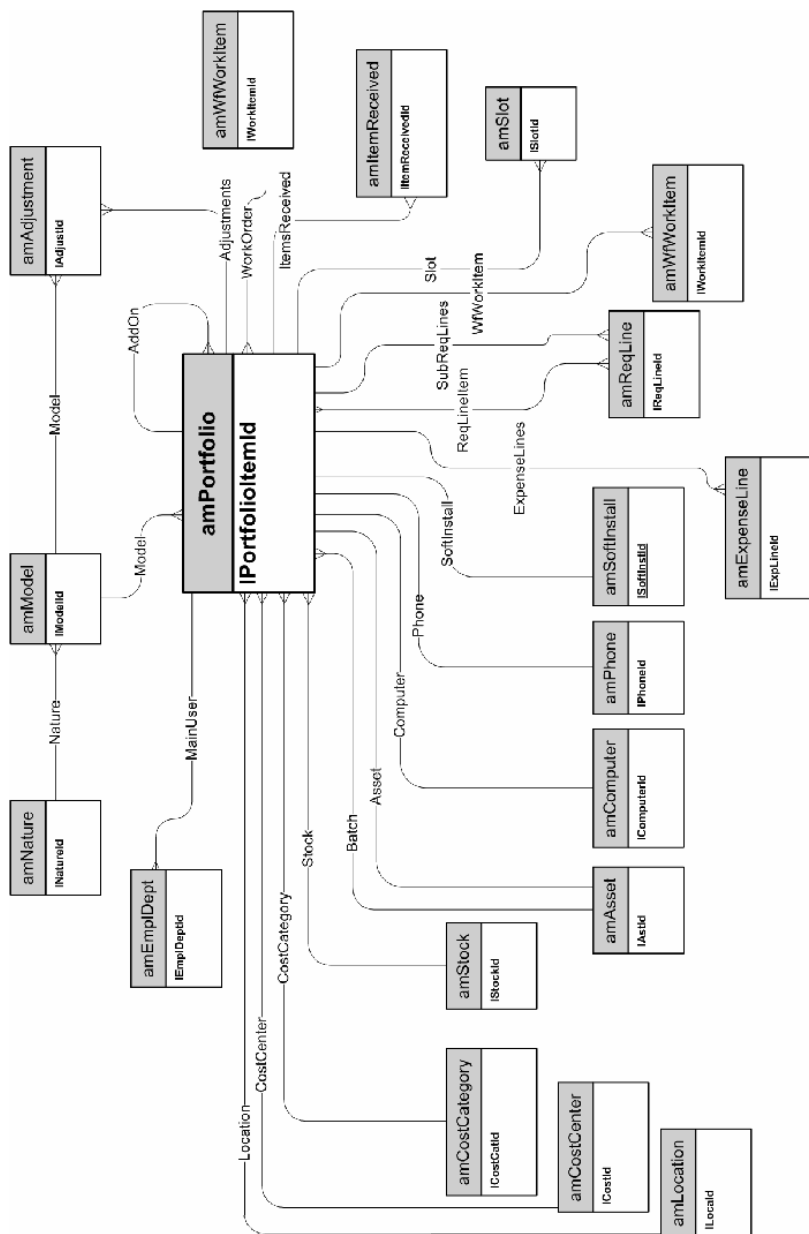 amNature
lNatureId
Nature
amModel
lModelId
Model
amAdjustment
lAdjustId
amEmplDept
lEmplDeptId
MainUser
Model
AddOn
amPortfolio
lPortfolioItemId
Adjustments
WorkOrder
ItemsReceived
amWfWorkItem
lWorkItemId
amItemReceived
lItemReceivedId
Location
CostCenter
CostCategory
Stock
Batch
Asset
Computer
Phone
SoftInstall
ExpenseLines
ReqLineItem
SubReqLines
WfWorkItem
Slot
amSlot
lSlotId
amCostCategory
lCostCatId
amStock
lStockId
amCostCenter
lCostId
amAsset
lAstId
amComputer
lComputerId
amPhone
lPhoneId
amSoftInstall
lSoftInstId
amReqLine
lReqLineId
amWfWorkItem
lWorkItemId
amLocation
lLocaId
amExpenseLine
lExpLineId